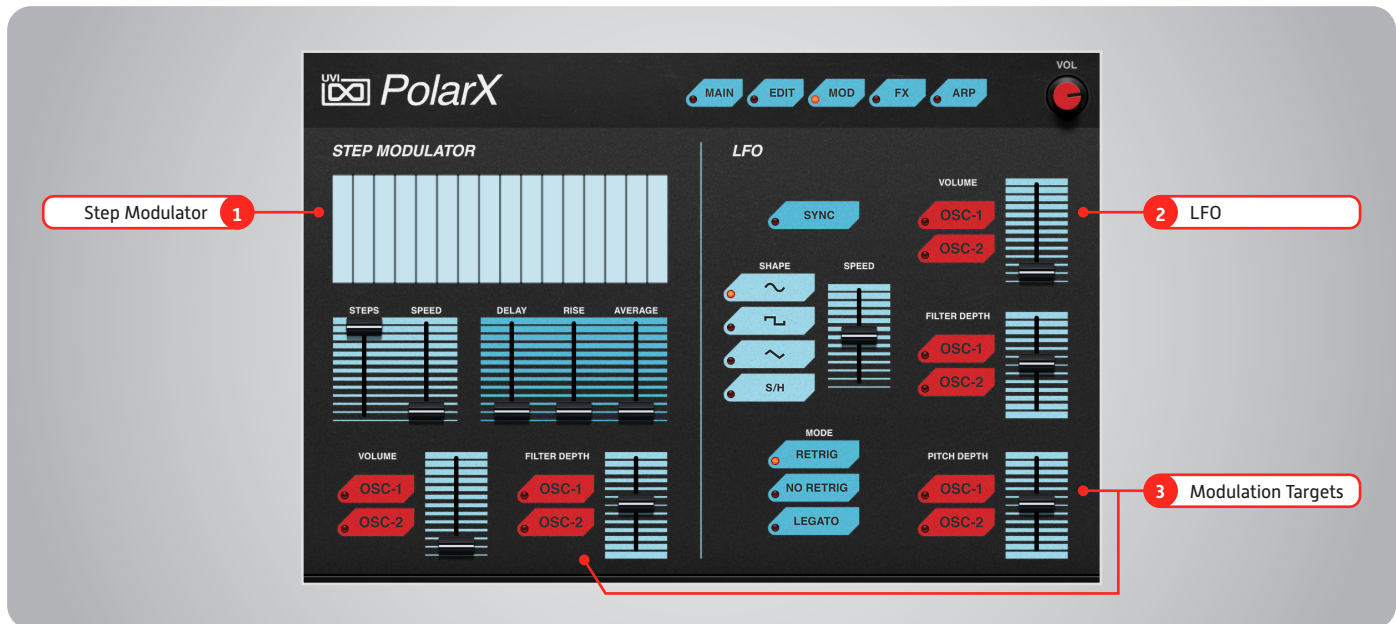 UVI PolarX
MAIN EDIT MOD FX ARP
VOL
STEP MODULATOR
STEPS SPEED DELAY RISE AVERAGE
VOLUME
OSC-1
OSC-2
FILTER DEPTH
OSC-1
OSC-2
LFO
SYNC
SHAPE
S/H
SPEED
MODE
RETRIG
NO RETRIG
LEGATO
VOLUME
OSC-1
OSC-2
FILTER DEPTH
OSC-1
OSC-2
PITCH DEPTH
OSC-1
OSC-2
Step Modulator 1
2 LFO
3 Modulation Targets